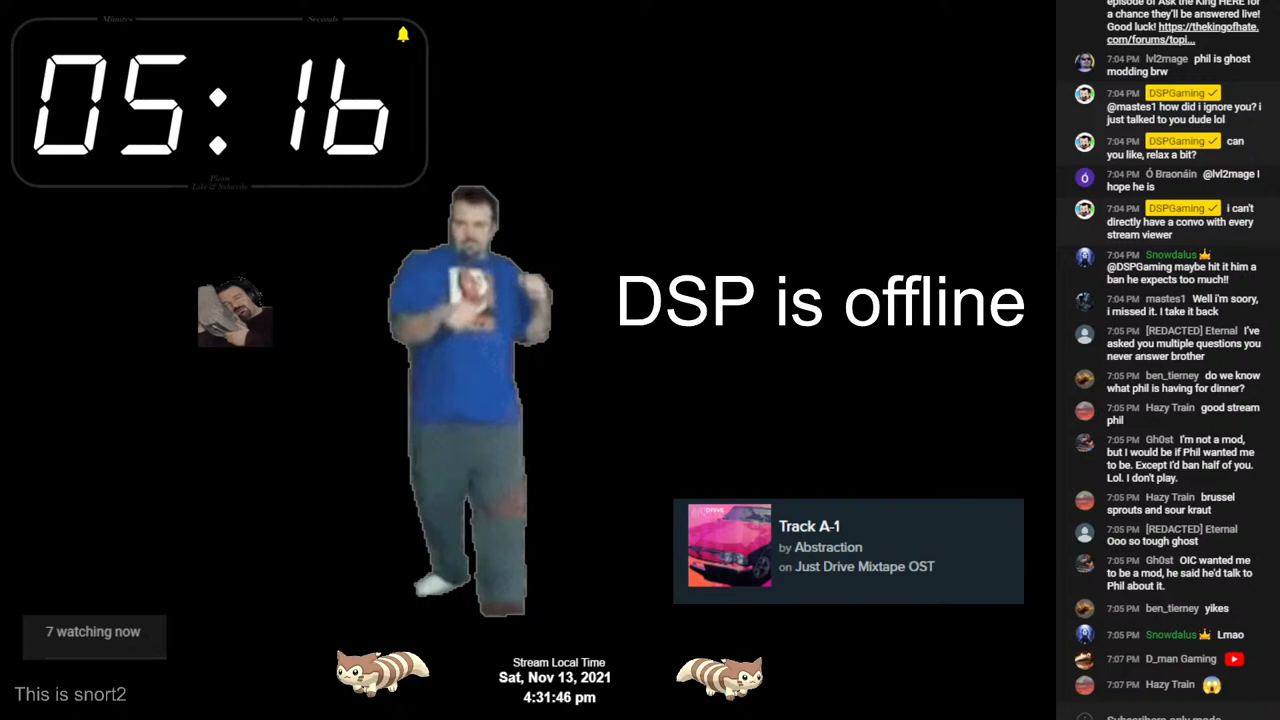 Minutes
Seconds
05:16
Please
Like & Subscribe
DSP is offline
Track A-1
by Abstraction
on Just Drive Mixtape OST
DRIVE
7 watching now
This is snort2
Stream Local Time
Sat, Nov 13, 2021
4:31:46 pm
episode of Ask the King HERE for
a chance they'll be answered live!
Good luck! https://thekingofhate.
com/forums/topi...
7:04 PM lvl2mage phil is ghost
modding brw
7:04 PM DSPGaming ✓
@mastes1 how did i ignore you? i
just talked to you dude lol
7:04 PM DSPGaming ✓ can
you like, relax a bit?
7:04 PM Ó Braonáin @lvl2mage I
hope he is
7:04 PM DSPGaming ✓ i can't
directly have a convo with every
stream viewer
7:04 PM Snowdalus
@DSPGaming maybe hit it him a
ban he expects too much!!
7:04 PM mastes1 Well i'm soory,
i missed it. I take it back
7:05 PM [REDACTED] Eternal I've
asked you multiple questions you
never answer brother
7:05 PM ben_tierney do we know
what phil is having for dinner?
7:05 PM Hazy Train good stream
phil
7:05 PM Gh0st I'm not a mod,
but I would be if Phil wanted me
to be. Except I'd ban half of you.
Lol. I don't play.
7:05 PM Hazy Train brussel
sprouts and sour kraut
7:05 PM [REDACTED] Eternal
Ooo so tough ghost
7:05 PM Gh0st OIC wanted me
to be a mod, he said he'd talk to
Phil about it.
7:05 PM ben_tierney yikes
7:05 PM Snowdalus Lmao
7:07 PM D_man Gaming
7:07 PM Hazy Train 😱
Subscribers-only mode